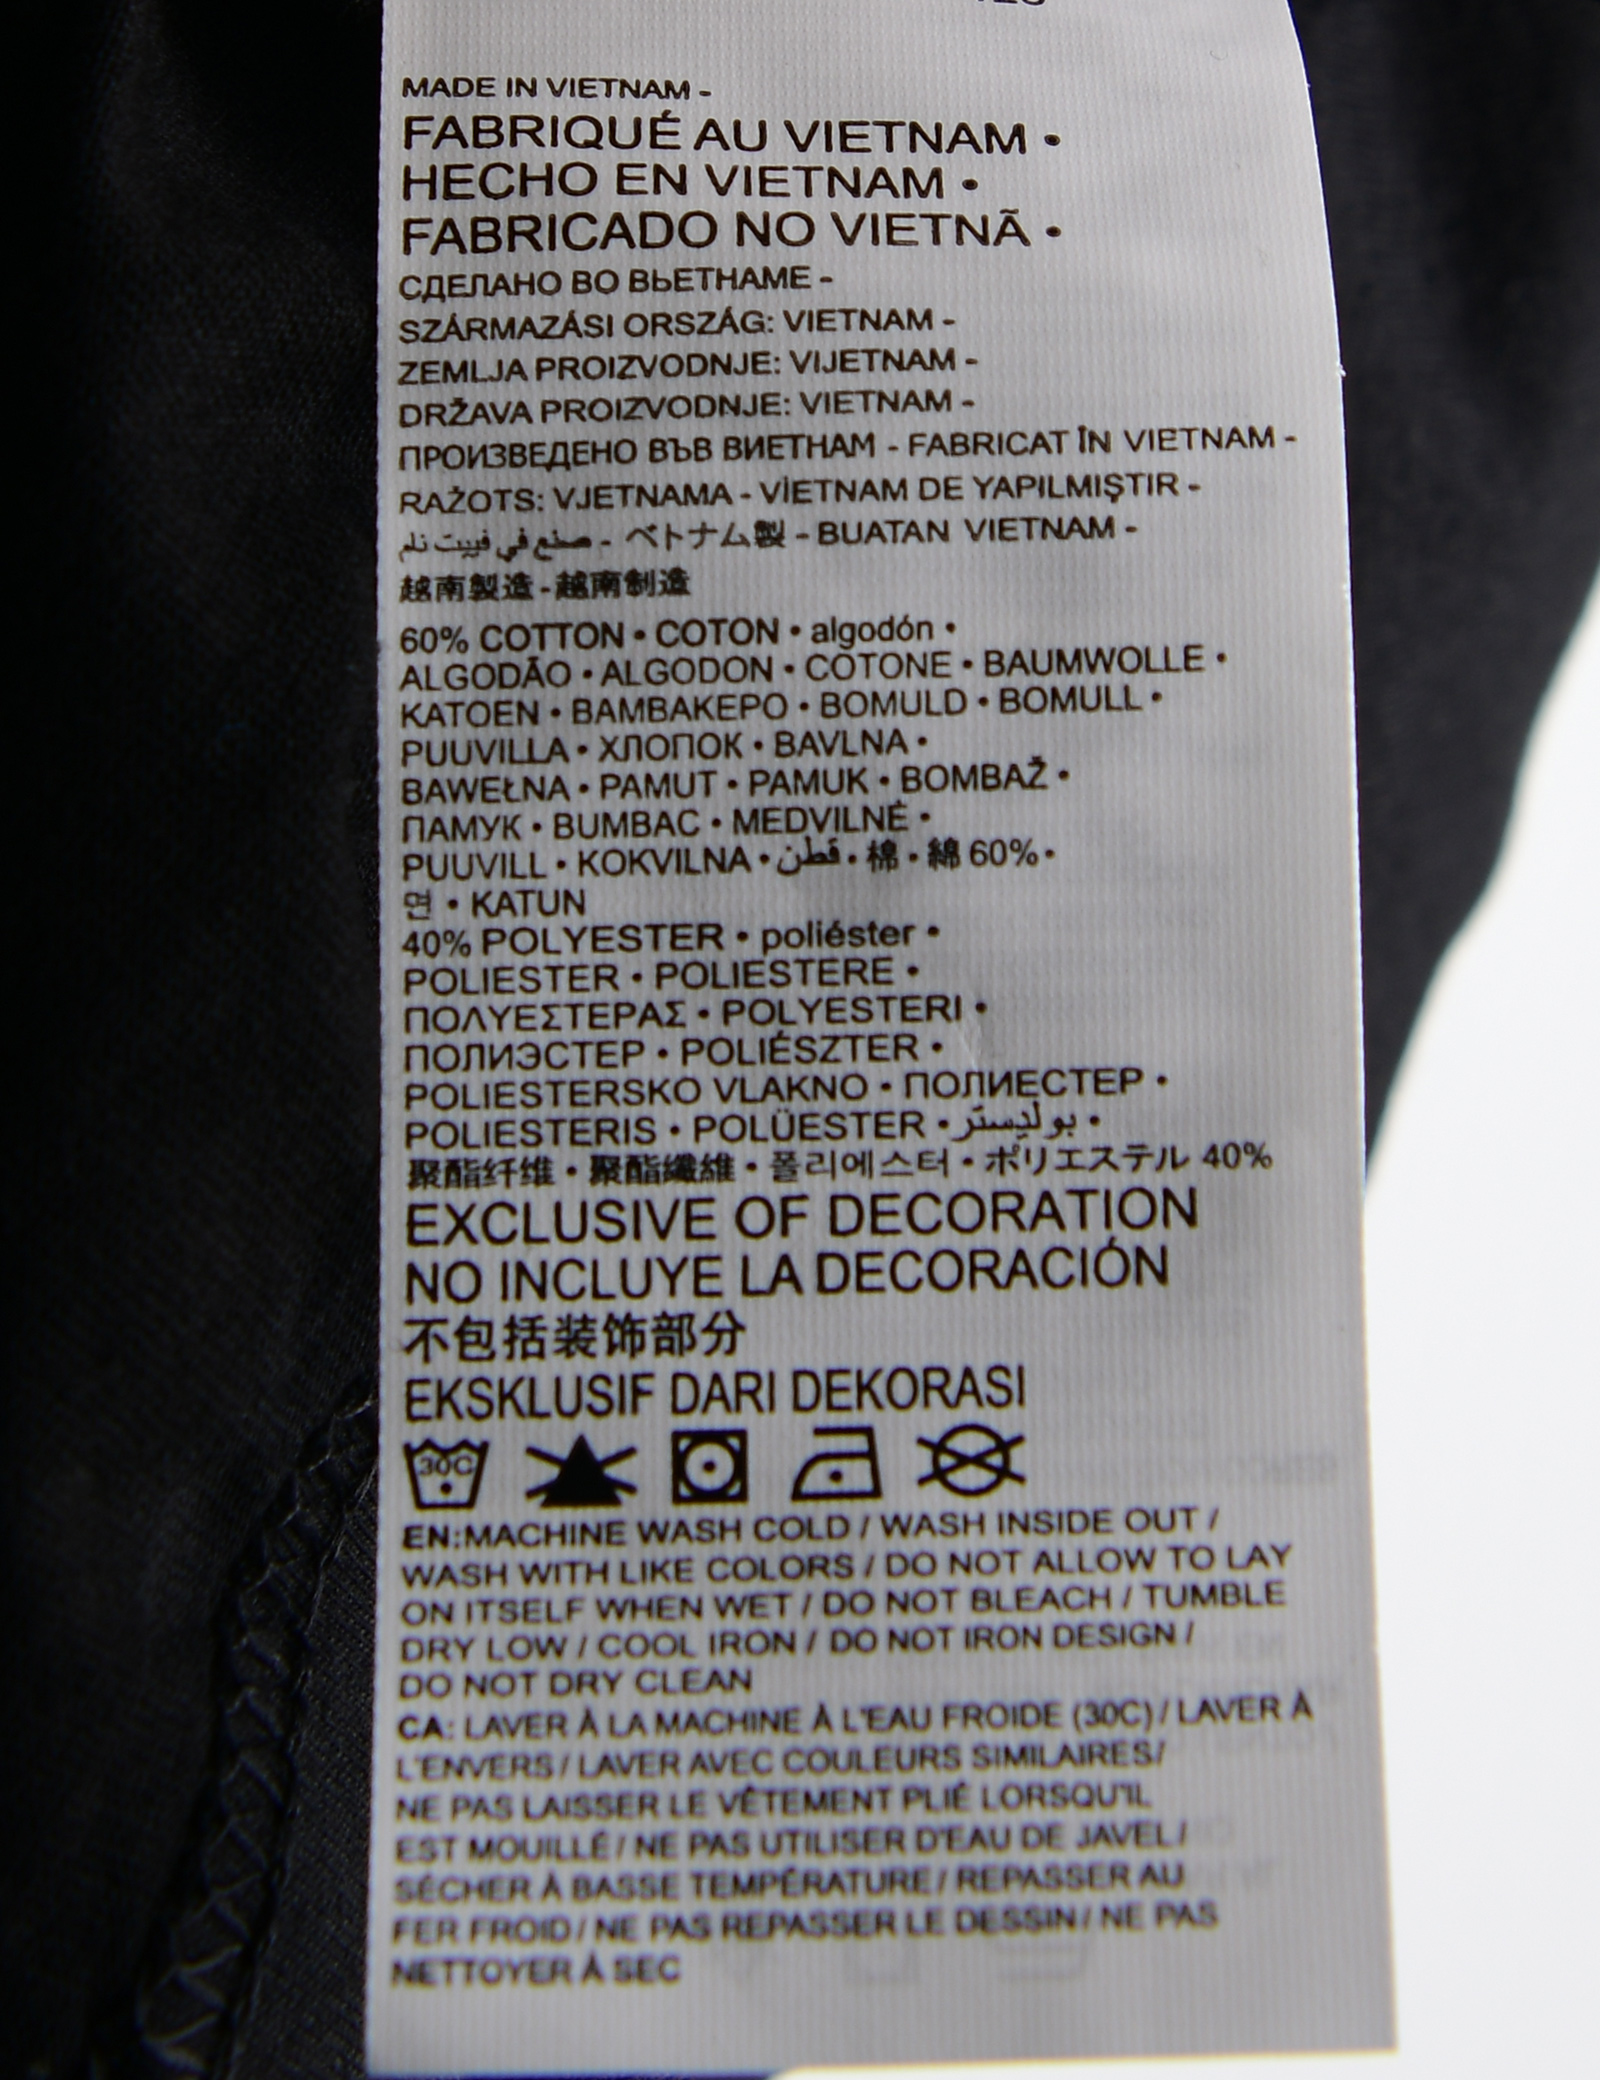 MADE IN VIETNAM -
FABRIQUÉ AU VIETNAM •
HECHO EN VIETNAM •
FABRICADO NO VIETNÃ •
СДЕЛАНО ВО ВЬЕТНАМЕ -
SZÁRMAZÁSI ORSZÁG: VIETNAM -
ZEMLJA PROIZVODNJE: VIJETNAM -
DRŽAVA PROIZVODNJE: VIETNAM -
ПРОИЗВЕДЕНО ВЪВ ВИЕТНАМ - FABRICAT ÎN VIETNAM -
RAŽOTS: VJETNAMA - VİETNAM DE YAPILMIŞTIR -
صنع في فييت نام - ベトナム製 - BUATAN VIETNAM -
越南製造 - 越南制造
60% COTTON • COTON • algodón •
ALGODÃO • ALGODON • COTONE • BAUMWOLLE •
KATOEN • ΒΑΜΒΑΚΕΡΟ • BOMULD • BOMULL •
PUUVILLA • ХЛОПОК • BAVLNA •
BAWEŁNA • PAMUT • PAMUK • BOMBAŽ •
ПАМУК • BUMBAC • MEDVILNÉ •
PUUVILL • KOKVILNA • قطن • 棉 • 綿 60% •
면 • KATUN
40% POLYESTER • poliéster •
POLIESTER • POLIESTERE •
ΠΟΛΥΕΣΤΕΡΑΣ • POLYESTERI •
ПОЛИЭСТЕР • POLIÉSZTER •
POLIESTERSKO VLAKNO • ПОЛИЕСТЕР •
POLIESTERIS • POLÜESTER • بوليستر •
聚酯纤维 • 聚酯纖維 • 폴리에스터 • ポリエステル 40%
EXCLUSIVE OF DECORATION
NO INCLUYE LA DECORACIÓN
不包括装饰部分
EKSKLUSIF DARI DEKORASI
30C
EN:MACHINE WASH COLD / WASH INSIDE OUT /
WASH WITH LIKE COLORS / DO NOT ALLOW TO LAY
ON ITSELF WHEN WET / DO NOT BLEACH / TUMBLE
DRY LOW / COOL IRON / DO NOT IRON DESIGN /
DO NOT DRY CLEAN
CA: LAVER À LA MACHINE À L'EAU FROIDE (30C) / LAVER À
L'ENVERS / LAVER AVEC COULEURS SIMILAIRES/
NE PAS LAISSER LE VÊTEMENT PLIÉ LORSQU'IL
EST MOUILLÉ / NE PAS UTILISER D'EAU DE JAVEL /
SÉCHER À BASSE TEMPÉRATURE / REPASSER AU
FER FROID / NE PAS REPASSER LE DESSIN / NE PAS
NETTOYER À SEC